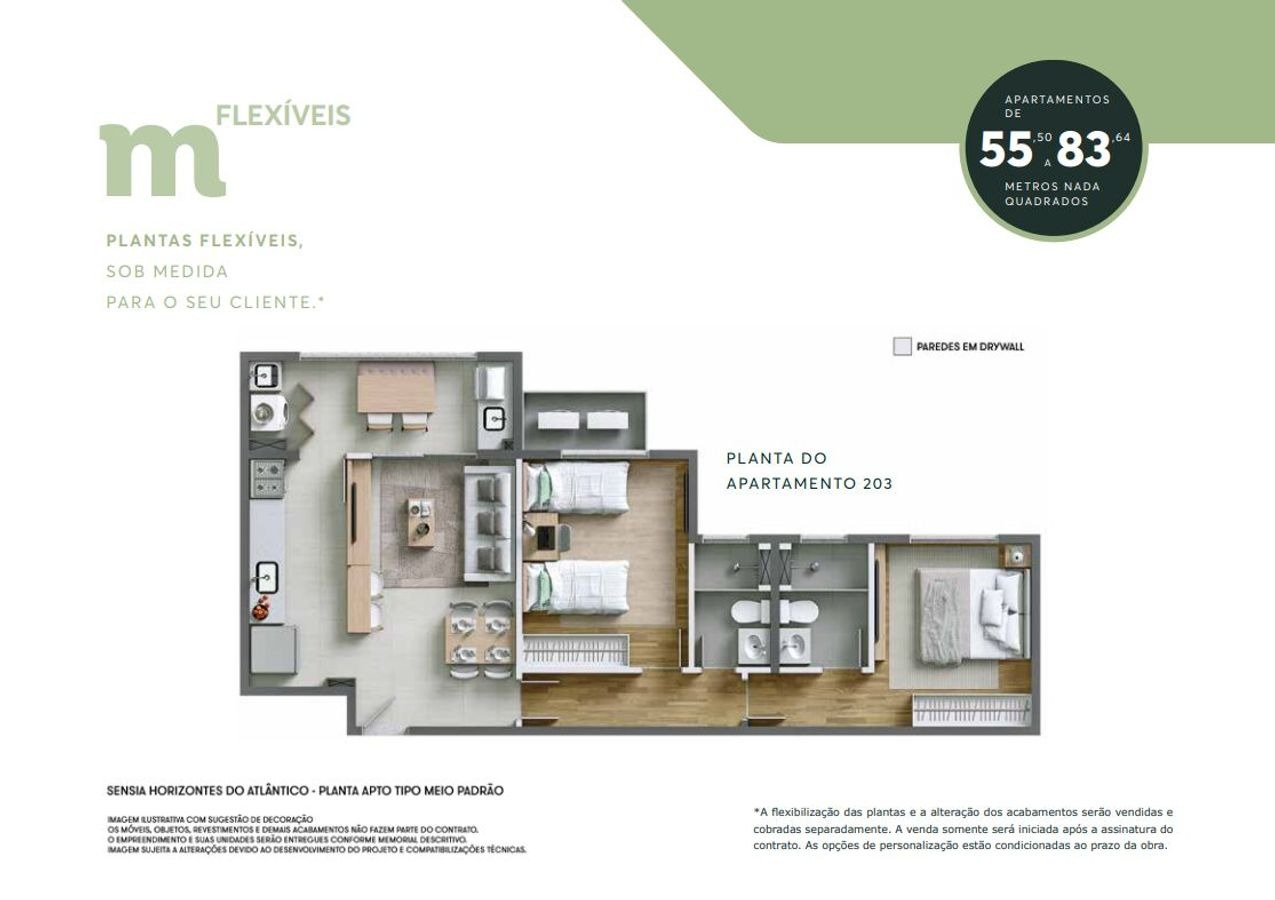 m FLEXÍVEIS
PLANTAS FLEXÍVEIS,
SOB MEDIDA
PARA O SEU CLIENTE.*
APARTAMENTOS
DE
55,50 A 83,64
METROS NADA
QUADRADOS
PAREDES EM DRYWALL
PLANTA DO
APARTAMENTO 203
SENSIA HORIZONTES DO ATLÂNTICO - PLANTA APTO TIPO MEIO PADRÃO
IMAGEM ILUSTRATIVA COM SUGESTÃO DE DECORAÇÃO
OS MÓVEIS, OBJETOS, REVESTIMENTOS E DEMAIS ACABAMENTOS NÃO FAZEM PARTE DO CONTRATO.
O EMPREENDIMENTO E SUAS UNIDADES SERÃO ENTREGUES CONFORME MEMORIAL DESCRITIVO.
IMAGEM SUJEITA A ALTERAÇÕES DEVIDO AO DESENVOLVIMENTO DO PROJETO E COMPATIBILIZAÇÕES TÉCNICAS.
*A flexibilização das plantas e a alteração dos acabamentos serão vendidas e
cobradas separadamente. A venda somente será iniciada após a assinatura do
contrato. As opções de personalização estão condicionadas ao prazo da obra.